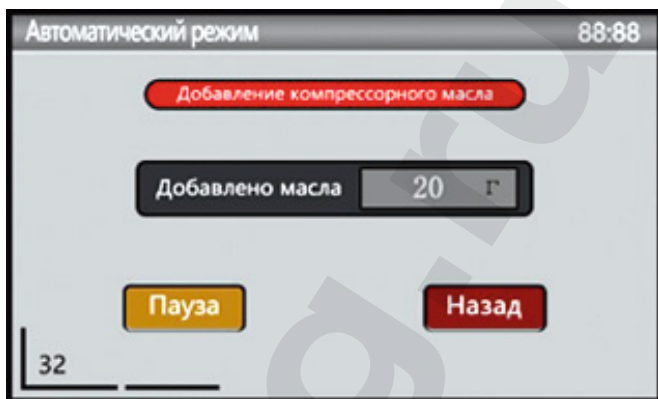 Автоматический режим 88:88
Добавление компрессорного масла
Добавлено масла 20 г
Пауза Назад
32